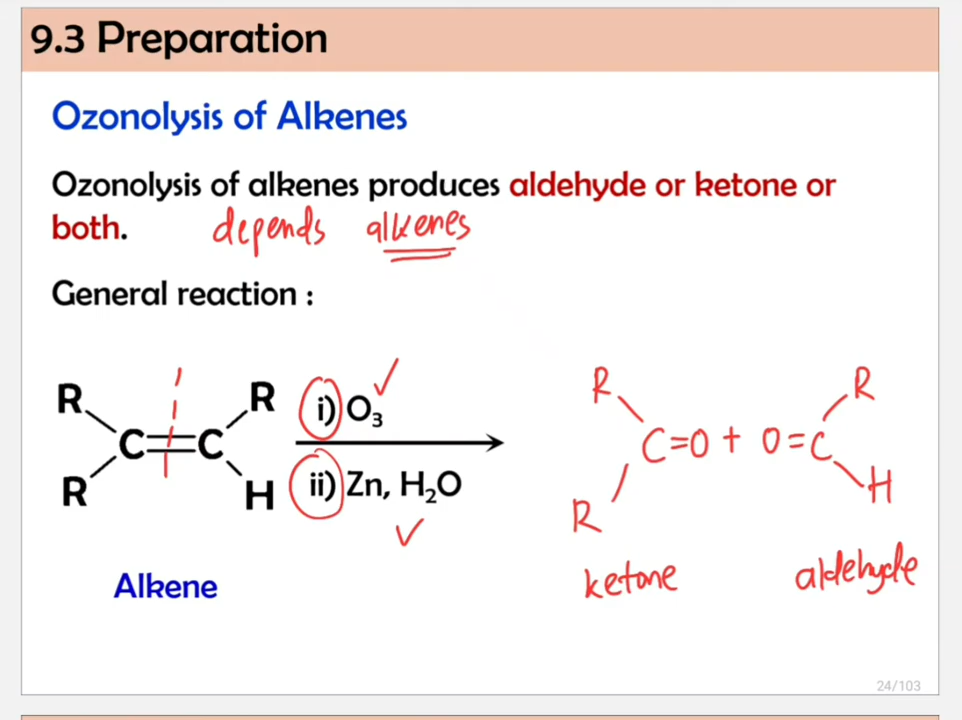 9.3 Preparation
Ozonolysis of Alkenes
Ozonolysis of alkenes produces aldehyde or ketone or
both. depends alkenes
General reaction :
R R i) O₃ ✓ R R
C=C C=O + O=C
R H ii) Zn, H₂O ✓ R H
Alkene ketone aldehyde
24/103